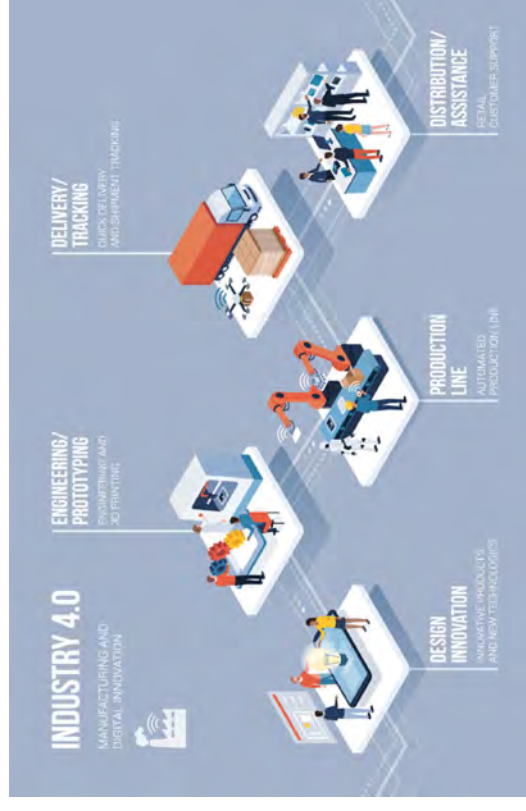 INDUSTRY 4.0
MANUFACTURING AND
DIGITAL INNOVATION
ENGINEERING/
PROTOTYPING
ENGINEERING AND
3D PRINTING
DELIVERY/
TRACKING
QUICK DELIVERY
AND SHIPMENT TRACKING
DESIGN
INNOVATION
INNOVATIVE PRODUCTS
AND NEW TECHNOLOGIES
PRODUCTION
LINE
AUTOMATED
PRODUCTION LINE
DISTRIBUTION/
ASSISTANCE
RETAIL
CUSTOMER SUPPORT